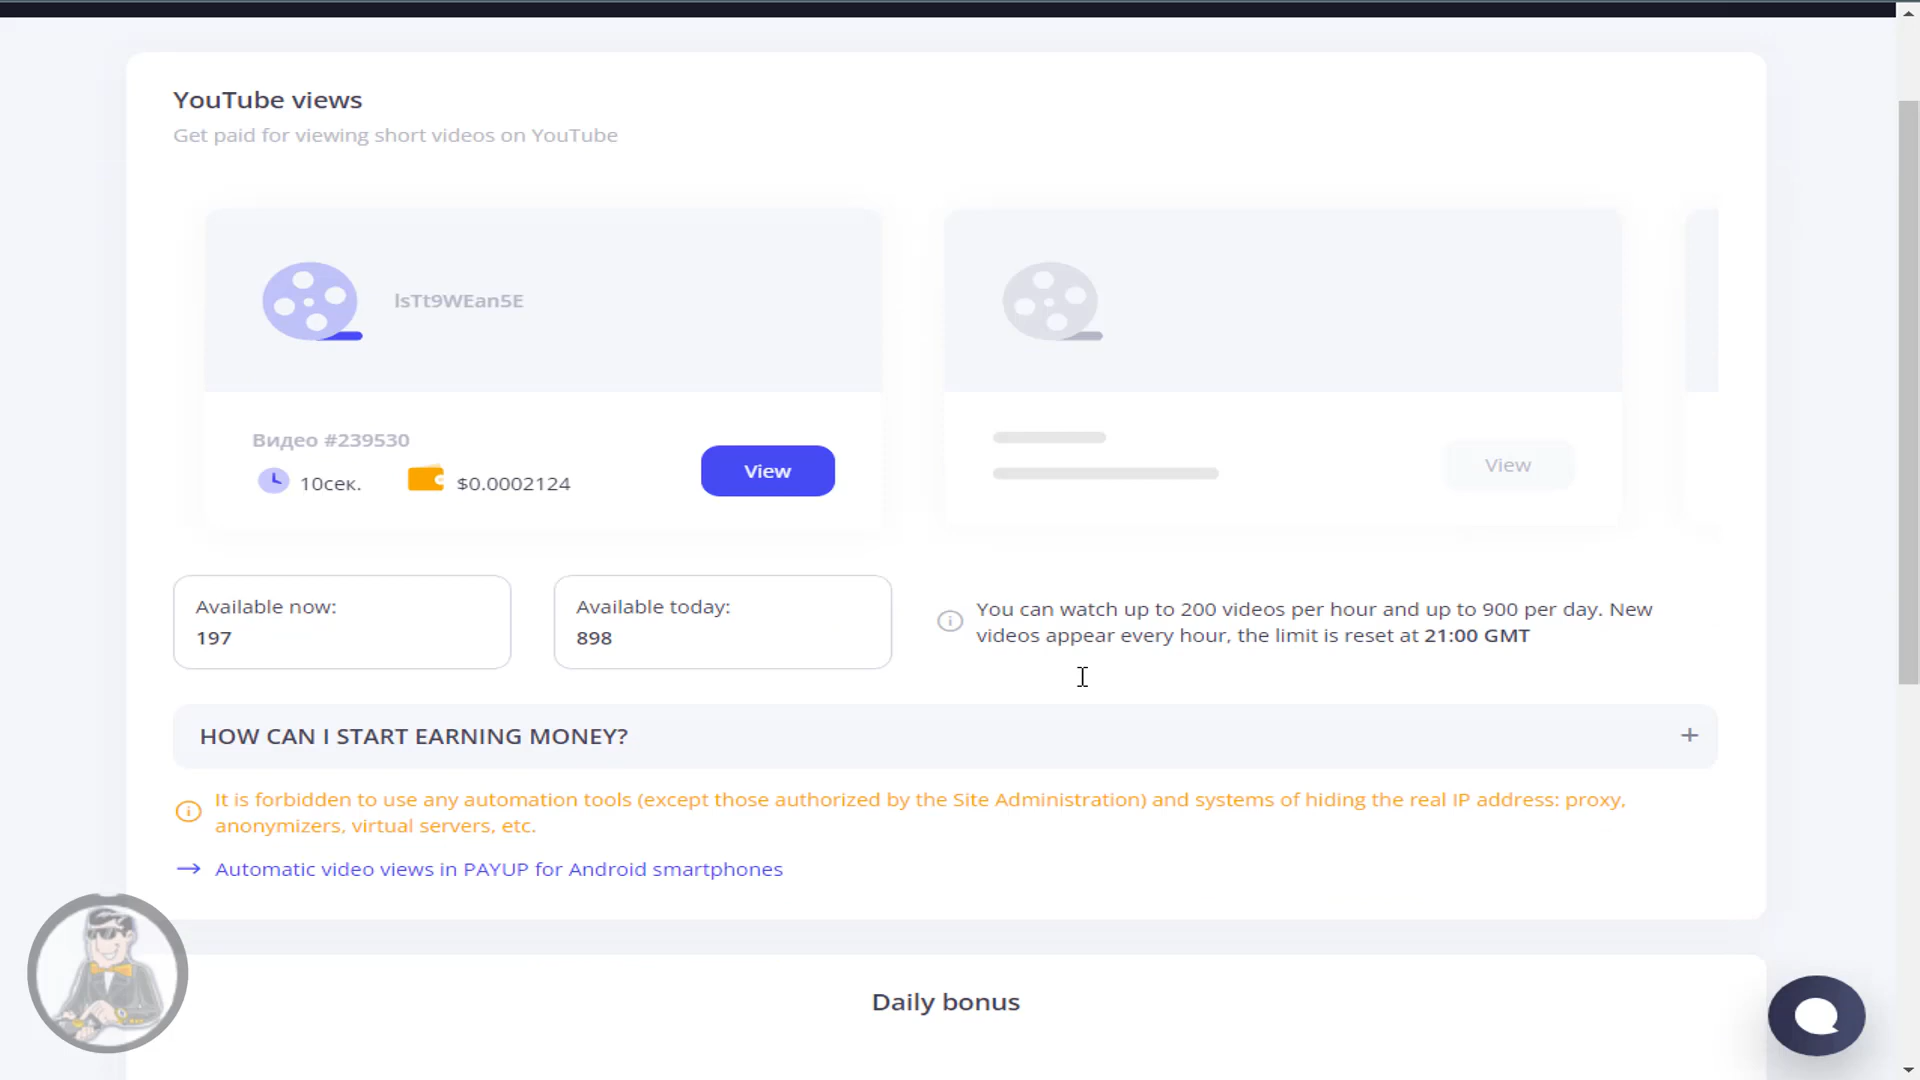 YouTube views
Get paid for viewing short videos on YouTube
lsTt9WEan5E
Видео #239530
10сек.
$0.0002124
View
View
Available now:
197
Available today:
898
You can watch up to 200 videos per hour and up to 900 per day. New
videos appear every hour, the limit is reset at 21:00 GMT
HOW CAN I START EARNING MONEY?
It is forbidden to use any automation tools (except those authorized by the Site Administration) and systems of hiding the real IP address: proxy,
anonymizers, virtual servers, etc.
Automatic video views in PAYUP for Android smartphones
Daily bonus